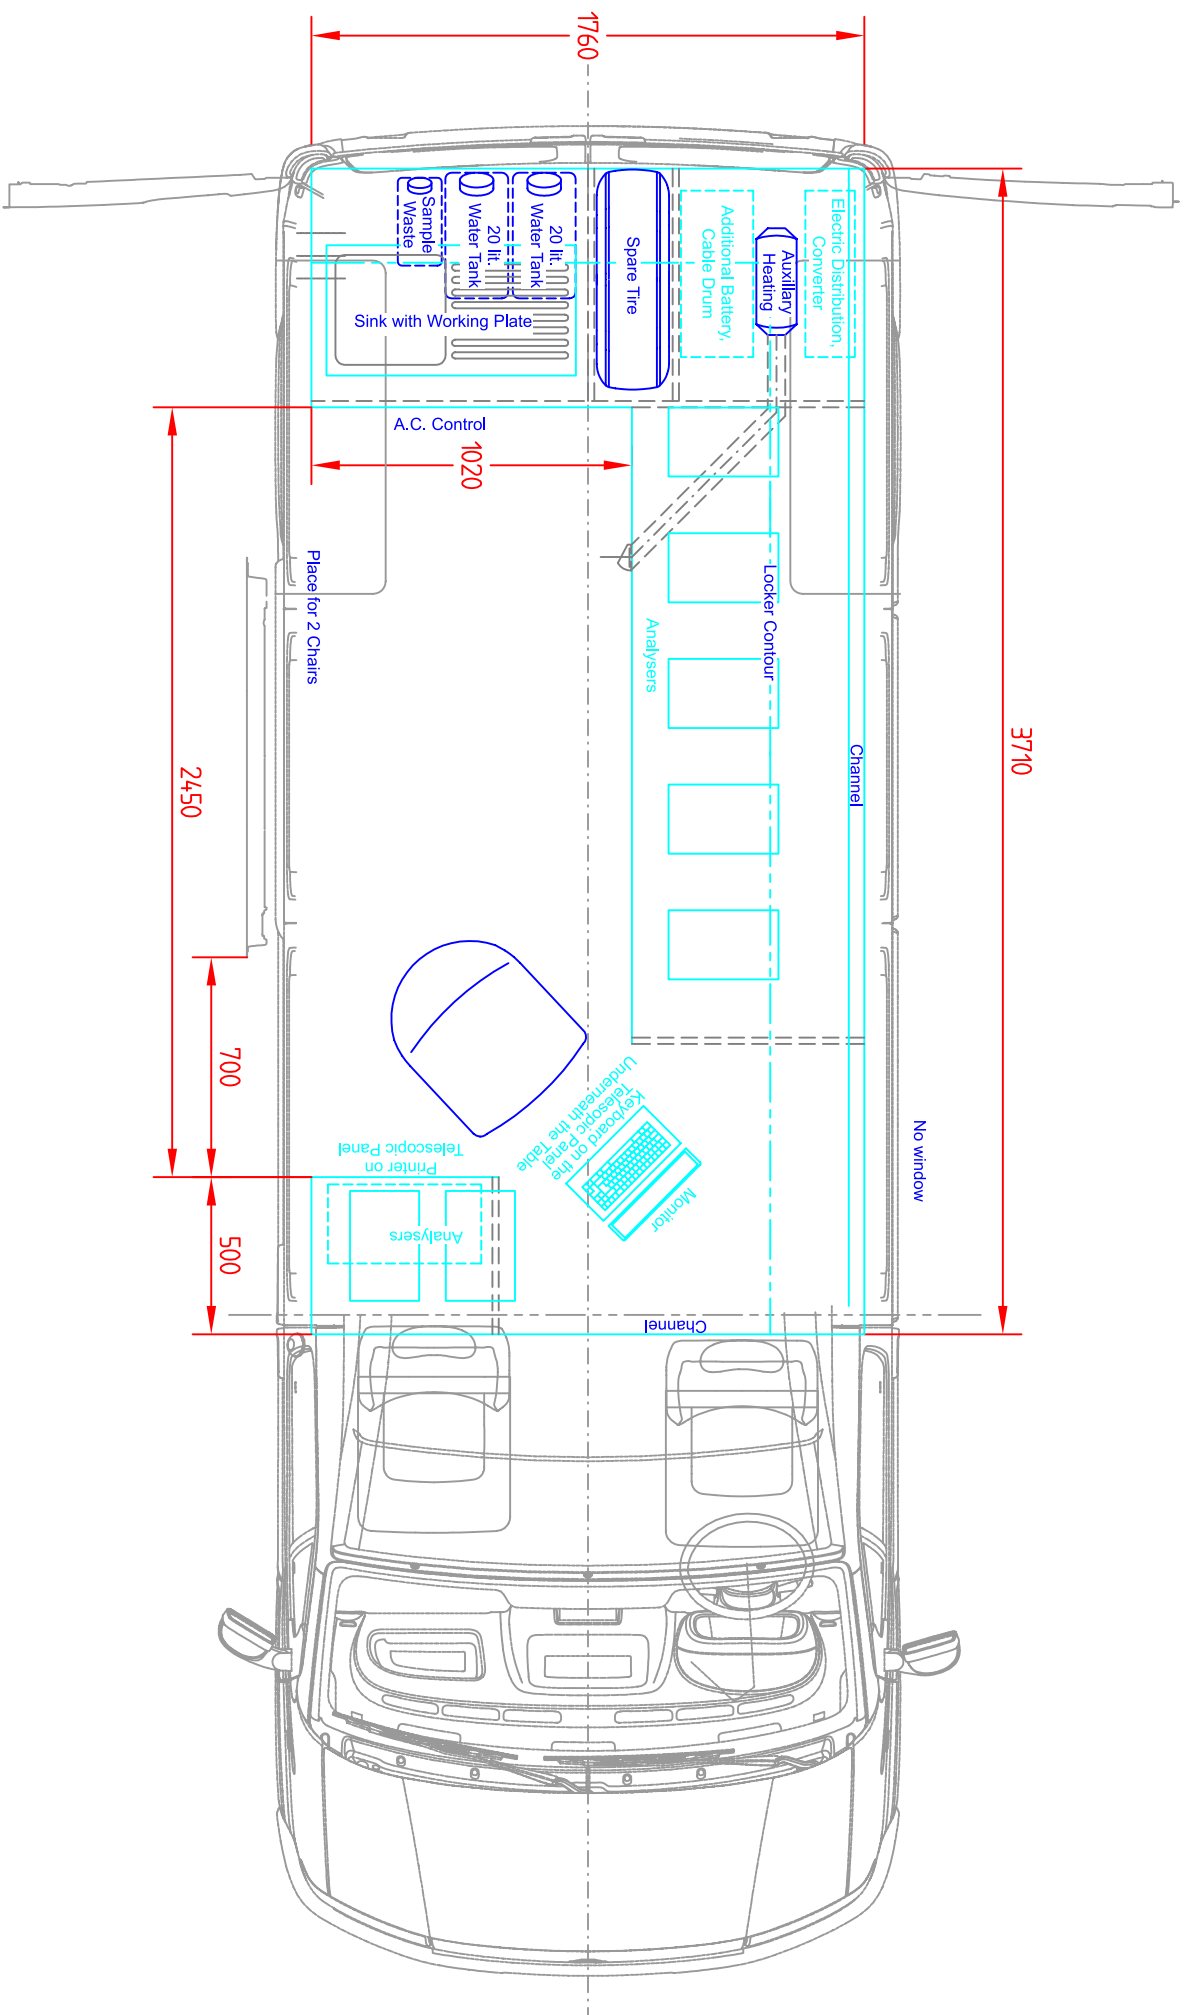 1760
Sample
Waste
20 lit.
Water Tank
20 lit.
Water Tank
Spare Tire
Additional Battery,
Cable Drum
Auxillary
Heating
Electric Distribution,
Converter
Sink with Working Plate
A.C. Control
1020
Place for 2 Chairs
Analysers
Locker Contour
Channel
3710
2450
700
500
Keyboard on the
Telescopic Panel
Underneath the Table
Monitor
No window
Printer on
Telescopic Panel
Analysers
Channel